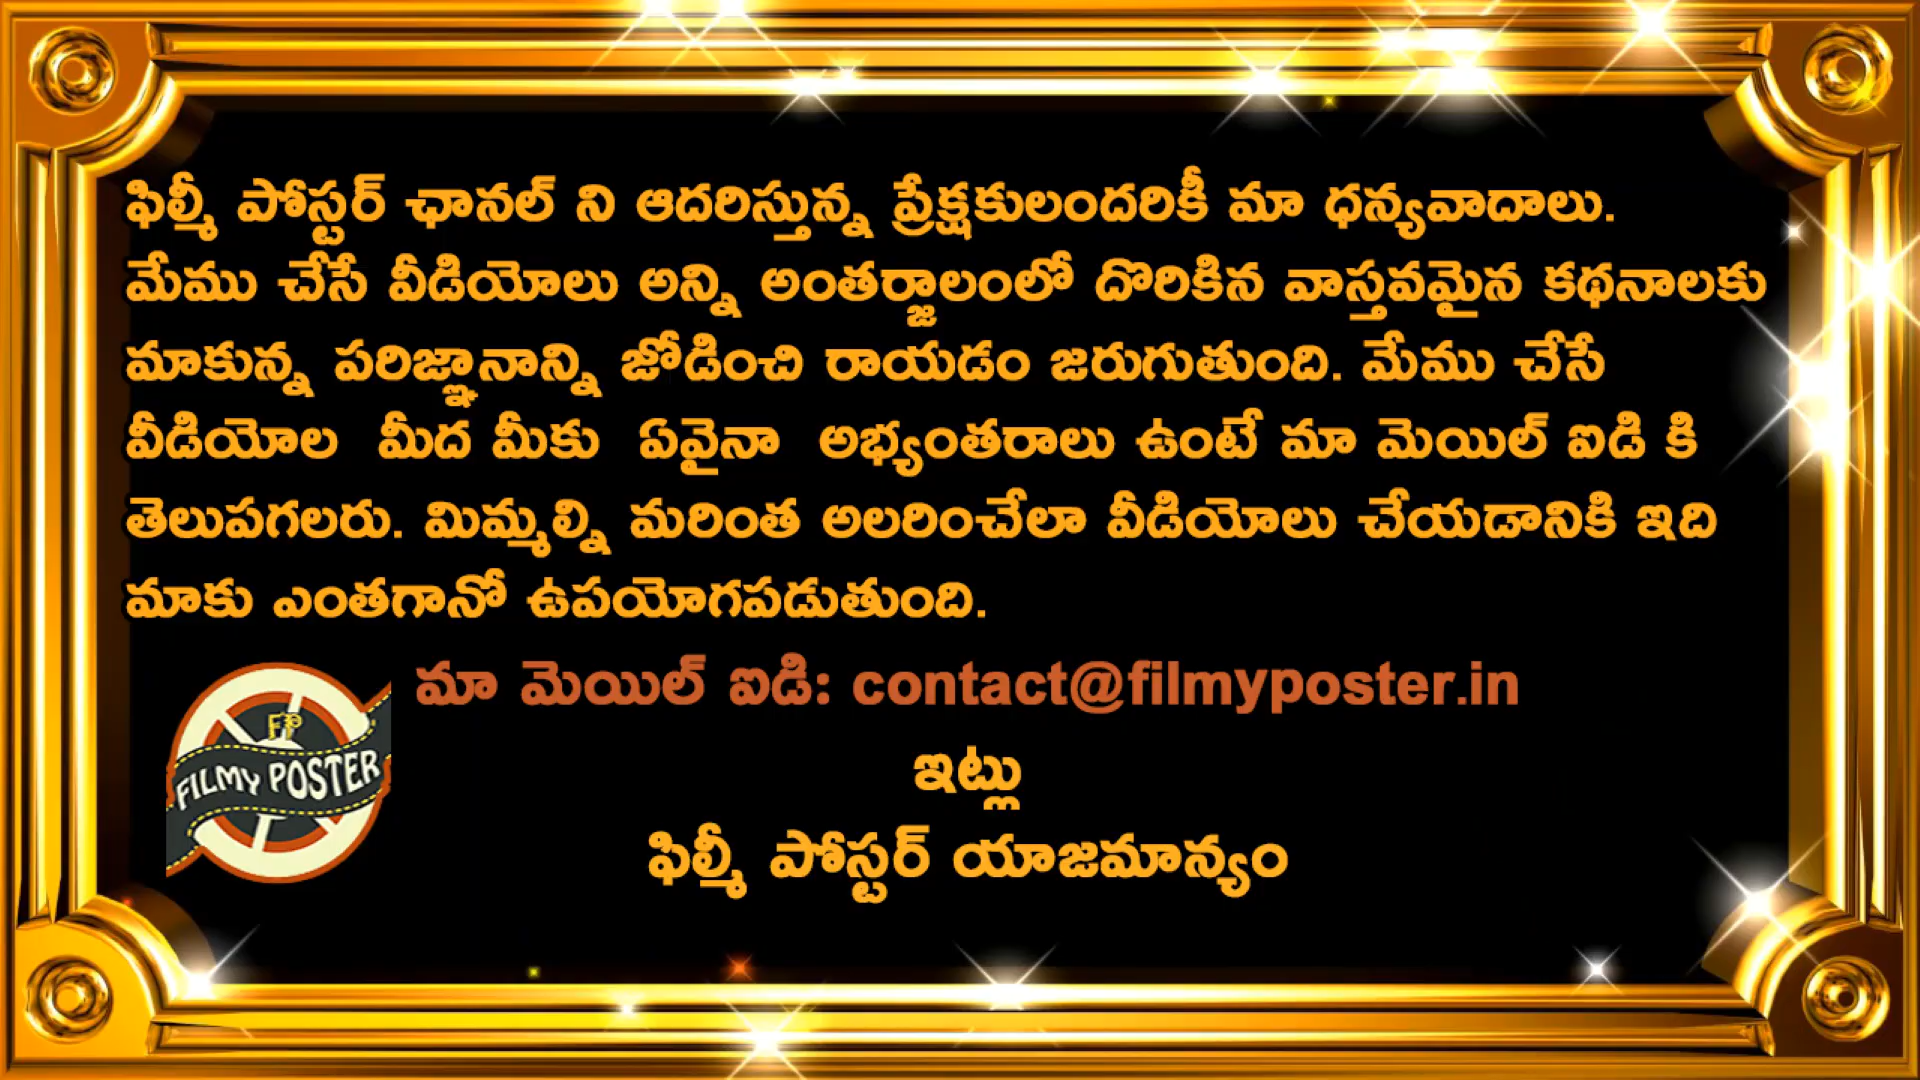 ఫిల్మీ పోస్టర్ ఛానల్ ని ఆదరిస్తున్న ప్రేక్షకులందరికీ మా ధన్యవాదాలు.
మేము చేసే వీడియోలు అన్ని అంతర్జాలంలో దొరికిన వాస్తవమైన కథనాలకు
మాకున్న పరిజ్ఞానాన్ని జోడించి రాయడం జరుగుతుంది. మేము చేసే
వీడియోల మీద మీకు ఏవైనా అభ్యంతరాలు ఉంటే మా మెయిల్ ఐడి కి
తెలుపగలరు. మిమ్మల్ని మరింత అలరించేలా వీడియోలు చేయడానికి ఇది
మాకు ఎంతగానో ఉపయోగపడుతుంది.
మా మెయిల్ ఐడి: contact@filmyposter.in
FP
FILMY POSTER
ఇట్లు
ఫిల్మీ పోస్టర్ యాజమాన్యం